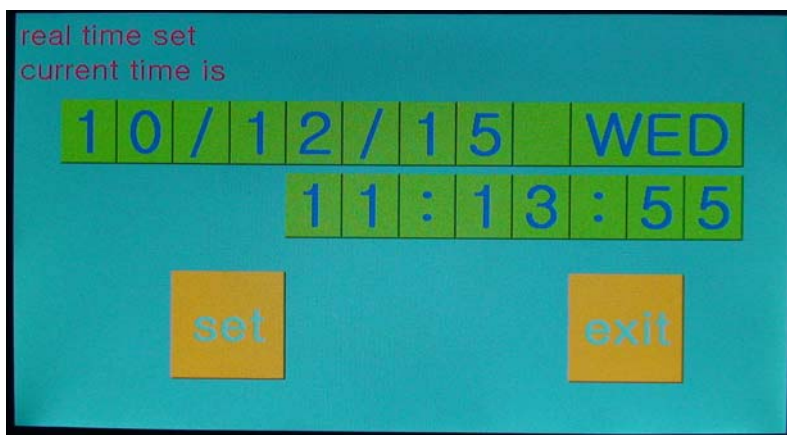 real time set
current time is
10/12/15 WED
11:13:55
set exit